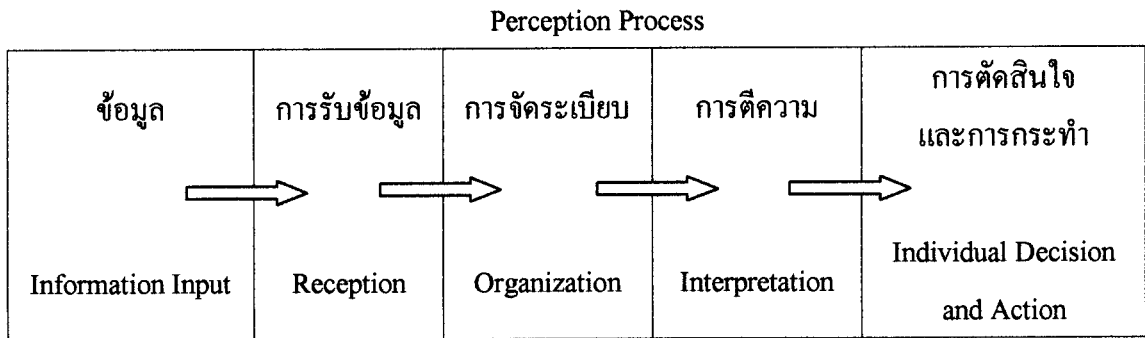 Perception Process
ข้อมูล
การรับข้อมูล
การจัดระเบียบ
การตีความ
การตัดสินใจ
และการกระทำ
Information Input
Reception
Organization
Interpretation
Individual Decision
and Action